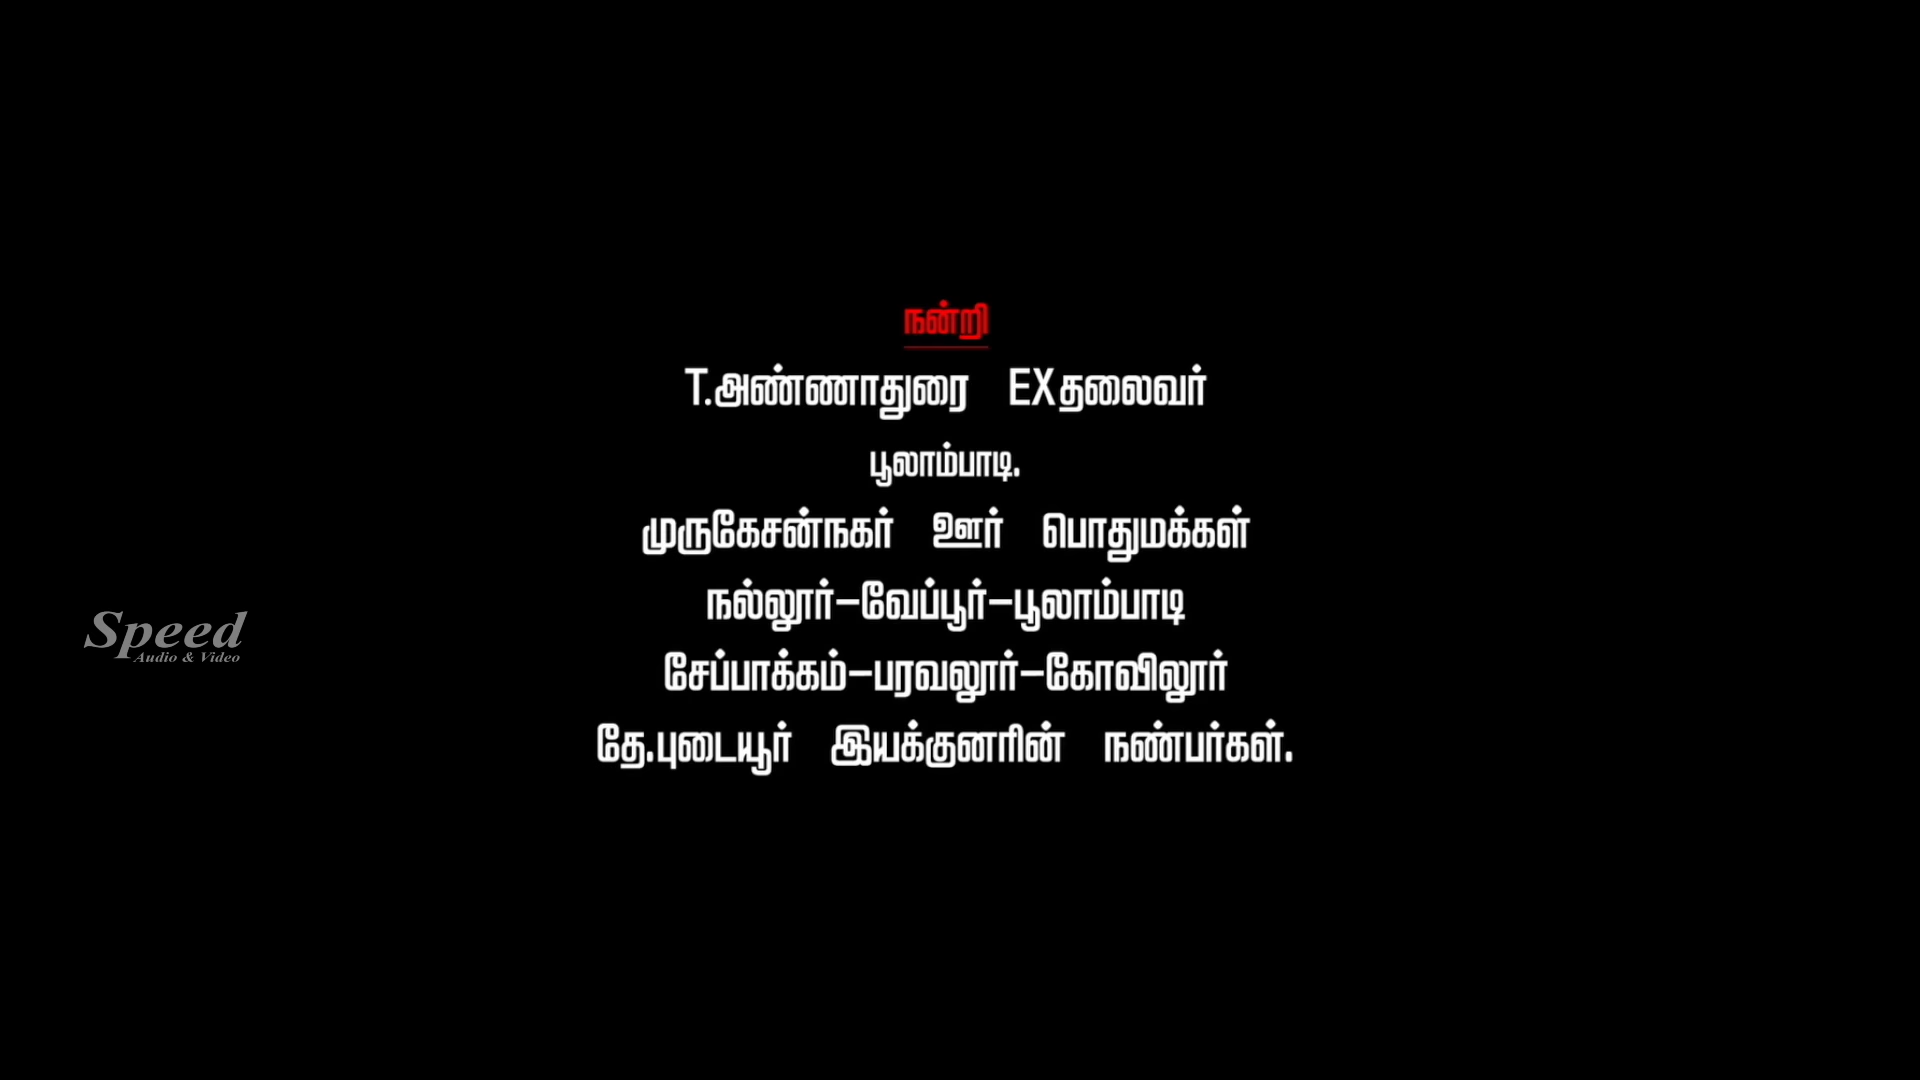 நன்றி
T.அண்ணாதுரை EXதலைவர்
பூலாம்பாடி.
முருகேசன்நகர் ஊர் பொதுமக்கள்
நல்லூர்–வேப்பூர்–பூலாம்பாடி
சேப்பாக்கம்–பரவலூர்–கோவிலூர்
தே.புடையூர் இயக்குனரின் நண்பர்கள்.
Speed
Audio & Video